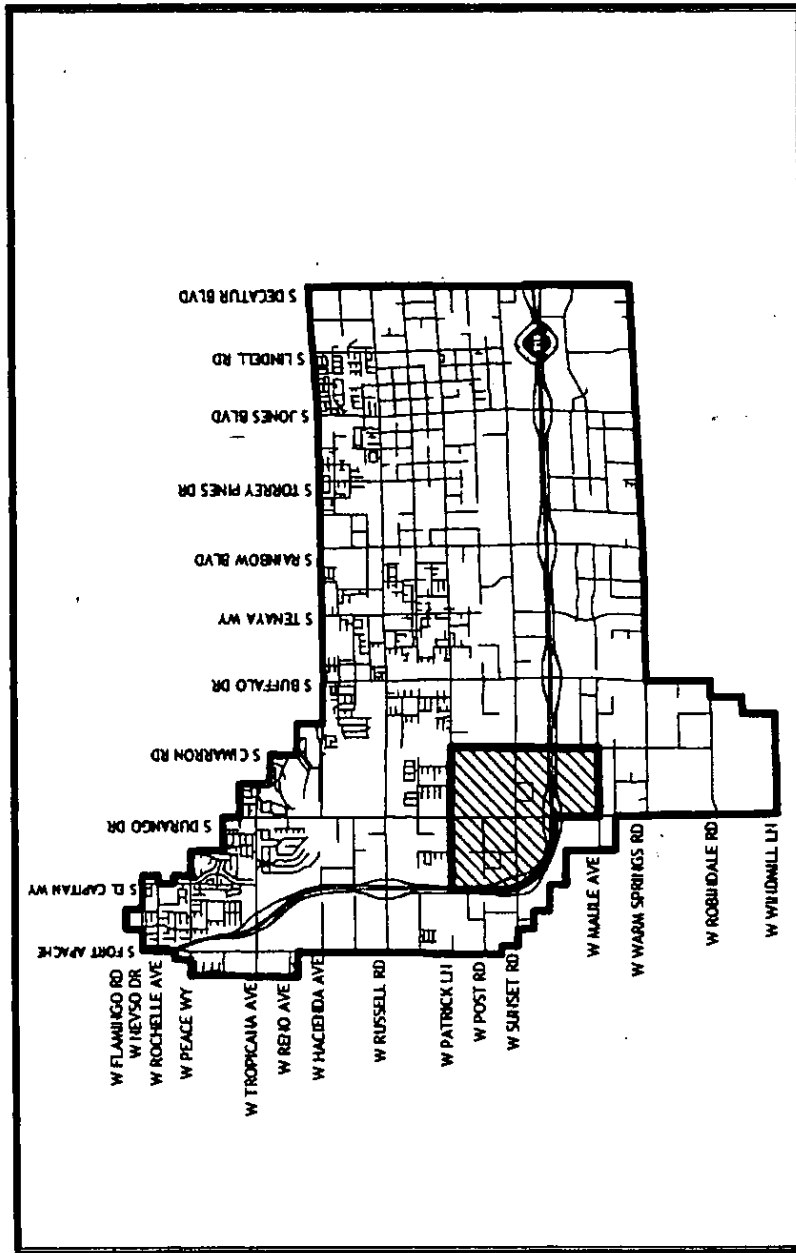 S DECATUR BLVD
S LINDELL RD
S JONES BLVD
S TORREY PINES DR
S RAINBOW BLVD
S TENAYA WY
S BUFFALO DR
S CIMARRON RD
S DURANGO DR
S EL CAPITAN WY
S FORT APACHE
W FLAMINGO RD
W NEVSO DR
W ROCHELLE AVE
W PEACE WY
W TROPICANA AVE
W RENO AVE
W HACIENDA AVE
W RUSSELL RD
W PATRICK LN
W POST RD
W SUNSET RD
W MAULE AVE
W WARM SPRINGS RD
W ROBINDALE RD
W WINDMILL LN